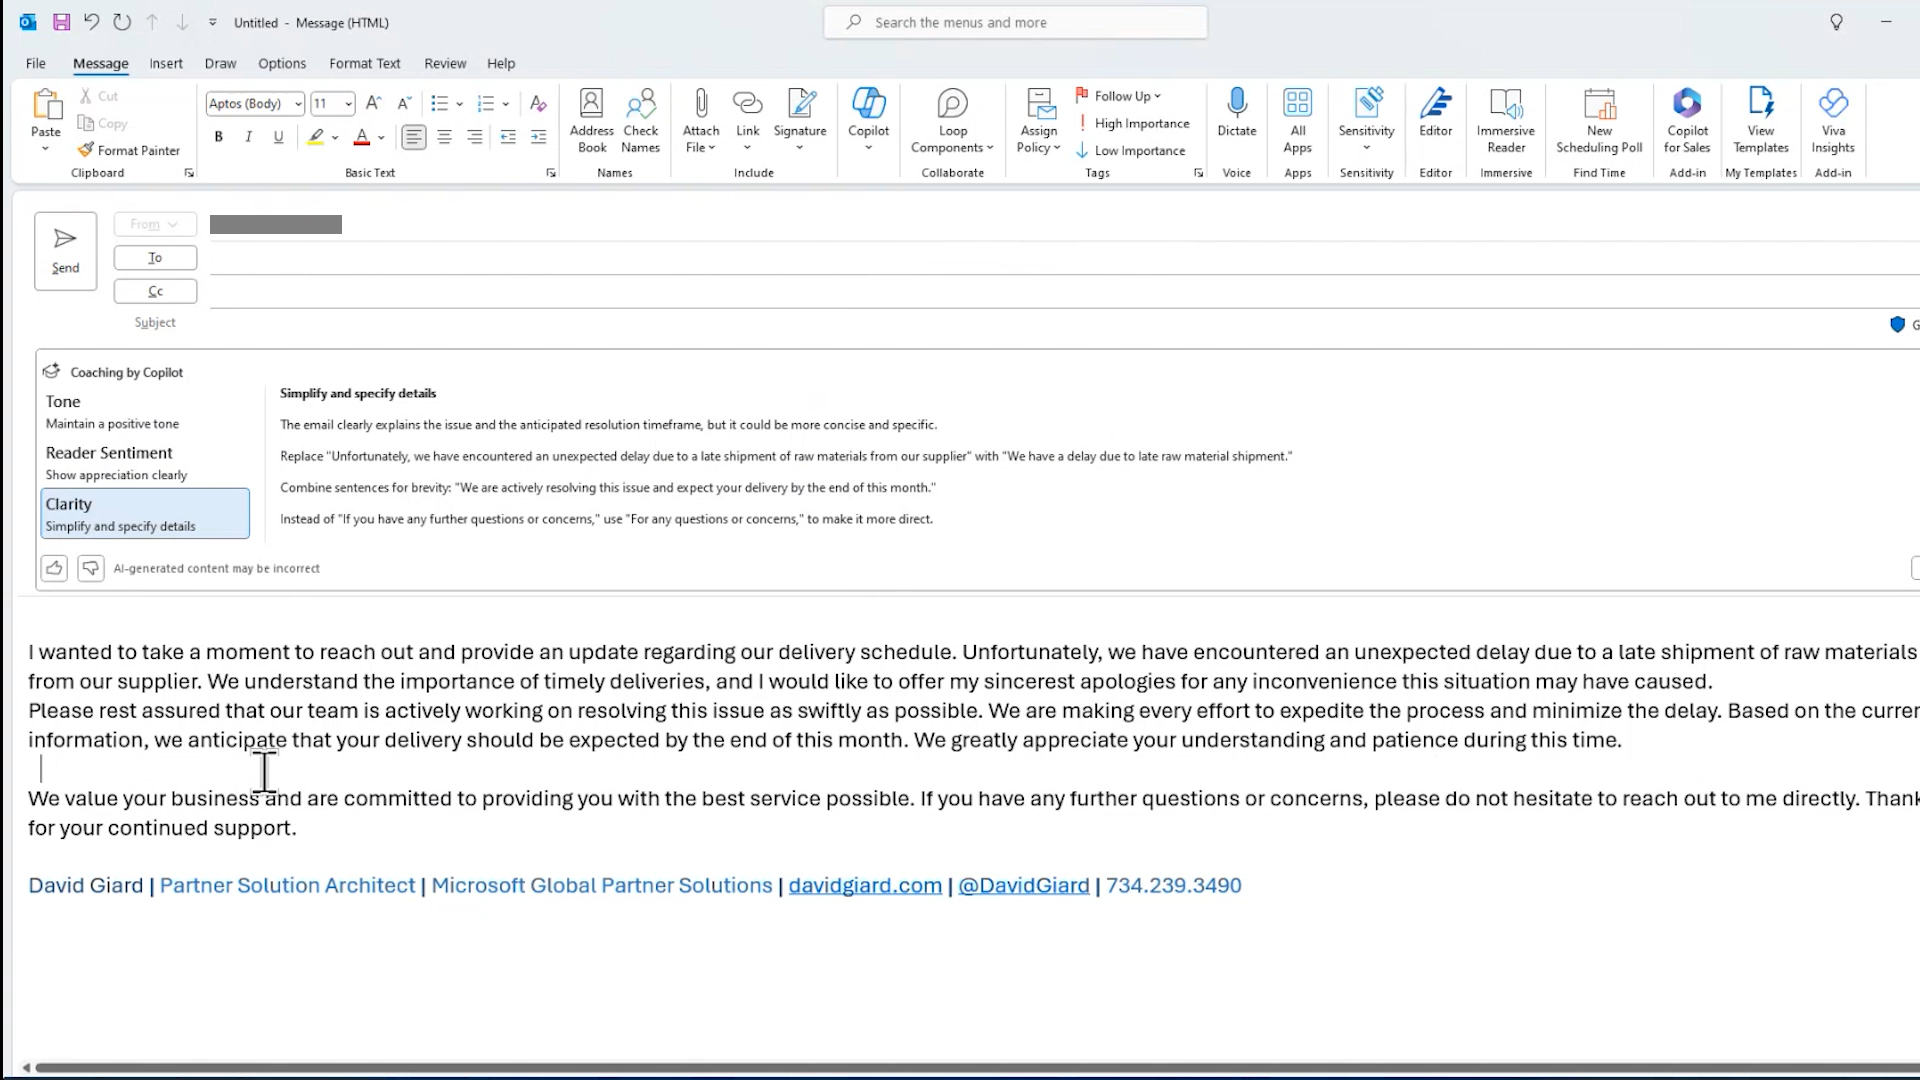 Untitled - Message (HTML)
Search the menus and more
File Message Insert Draw Options Format Text Review Help
Paste
Cut
Copy
Format Painter
Clipboard
Aptos (Body) 11
B I U
Basic Text
Address Book
Check Names
Names
Attach File
Link
Signature
Include
Copilot
Loop Components
Collaborate
Assign Policy
Follow Up
High Importance
Low Importance
Tags
Dictate
Voice
All Apps
Apps
Sensitivity
Sensitivity
Editor
Editor
Immersive Reader
Immersive
New Scheduling Poll
Find Time
Copilot for Sales
Add-in
View Templates
My Templates
Viva Insights
Add-in
Send
From
To
Cc
Subject
Coaching by Copilot
Tone
Maintain a positive tone
Reader Sentiment
Show appreciation clearly
Clarity
Simplify and specify details
Simplify and specify details
The email clearly explains the issue and the anticipated resolution timeframe, but it could be more concise and specific.
Replace "Unfortunately, we have encountered an unexpected delay due to a late shipment of raw materials from our supplier" with "We have a delay due to late raw material shipment."
Combine sentences for brevity: "We are actively resolving this issue and expect your delivery by the end of this month."
Instead of "If you have any further questions or concerns," use "For any questions or concerns," to make it more direct.
AI-generated content may be incorrect
I wanted to take a moment to reach out and provide an update regarding our delivery schedule. Unfortunately, we have encountered an unexpected delay due to a late shipment of raw materials
from our supplier. We understand the importance of timely deliveries, and I would like to offer my sincerest apologies for any inconvenience this situation may have caused.
Please rest assured that our team is actively working on resolving this issue as swiftly as possible. We are making every effort to expedite the process and minimize the delay. Based on the
information, we anticipate that your delivery should be expected by the end of this month. We greatly appreciate your understanding and patience during this time.
We value your business and are committed to providing you with the best service possible. If you have any further questions or concerns, please do not hesitate to reach out to me directly. Thank
for your continued support.
David Giard | Partner Solution Architect | Microsoft Global Partner Solutions | davidgiard.com | @DavidGiard | 734.239.3490